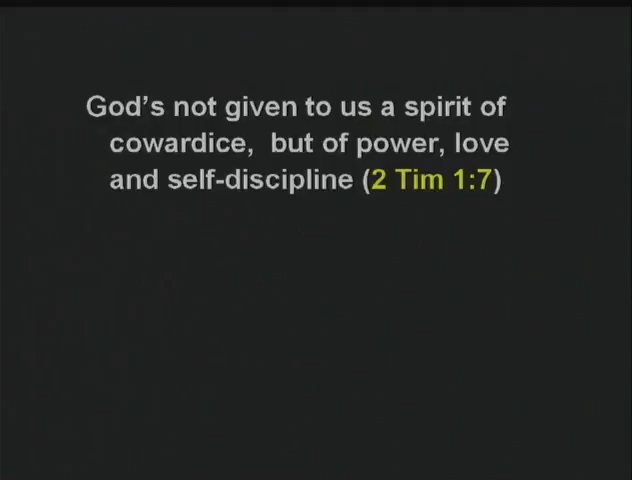 God's not given to us a spirit of
cowardice,  but of power, love
and self-discipline (2 Tim 1:7)